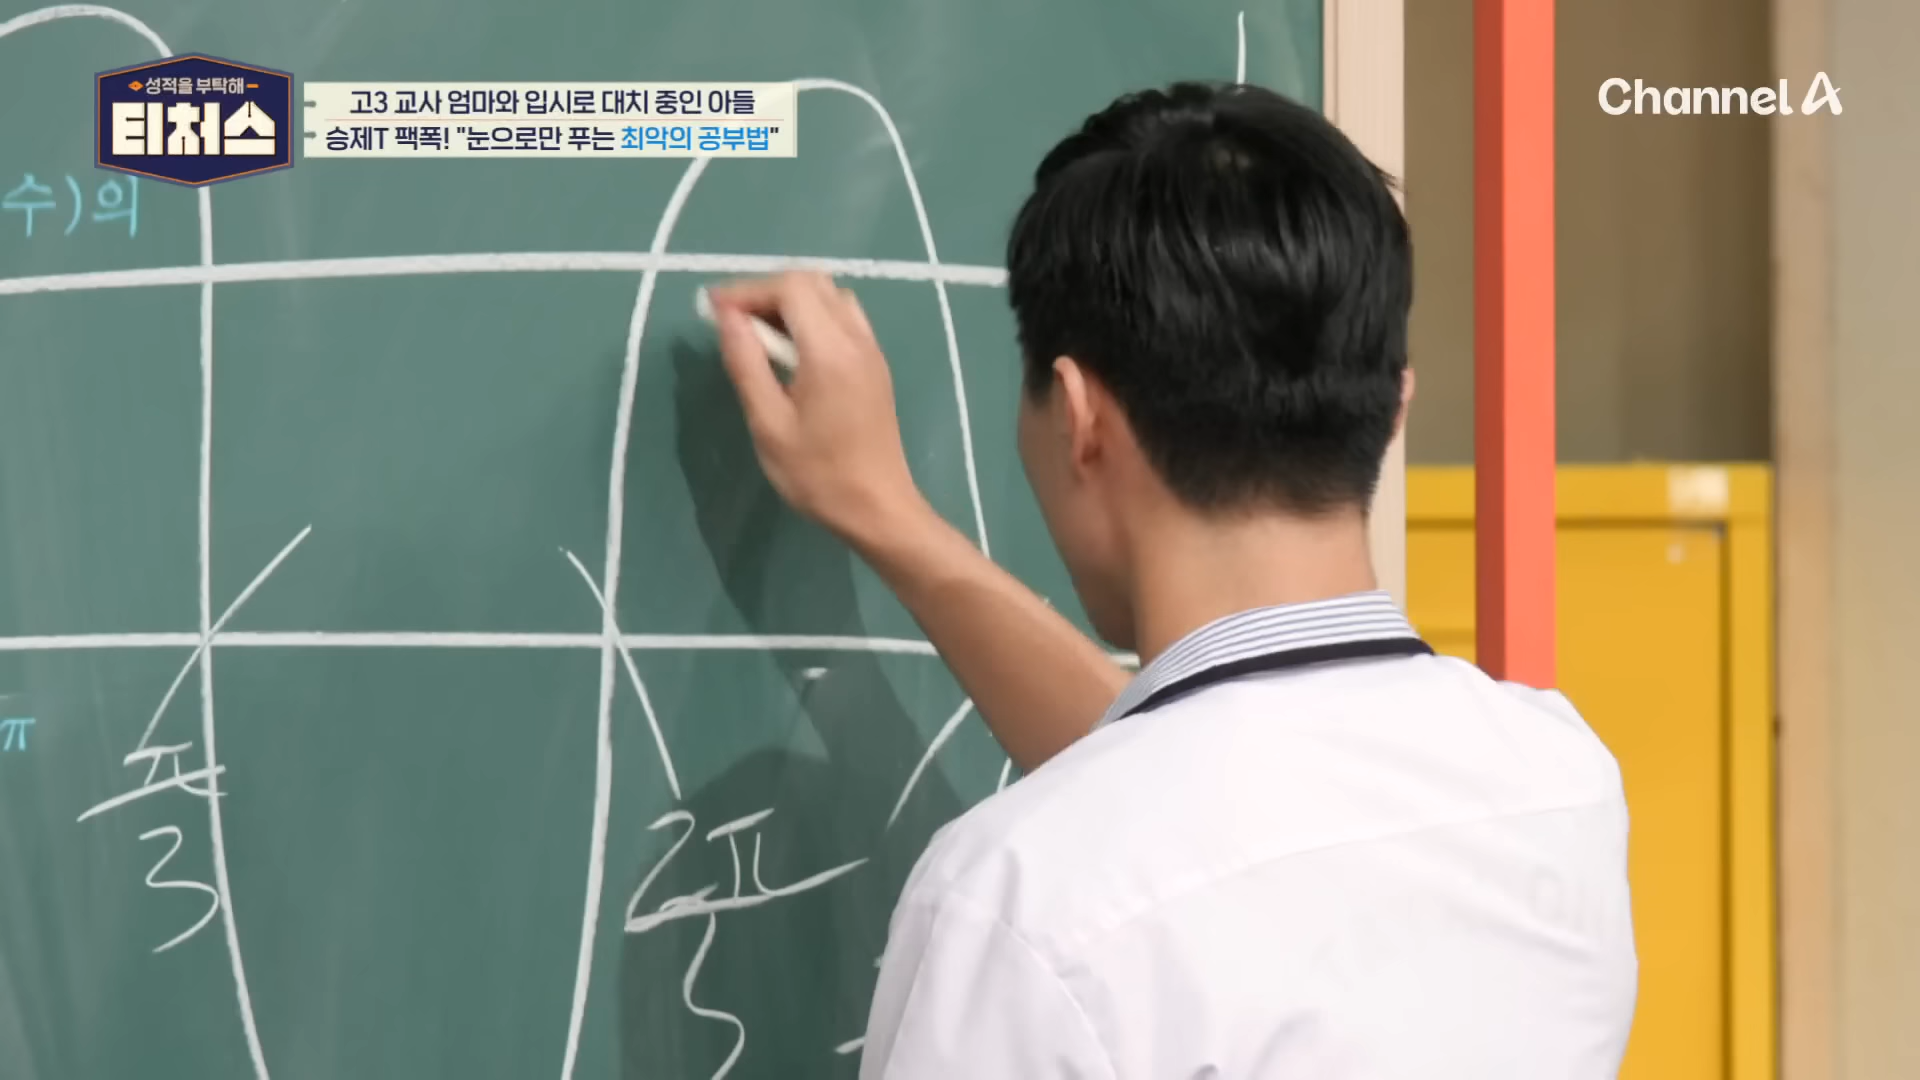 성적을 부탁해
티처스
고3 교사 엄마와 입시로 대치 중인 아들
승제T 팩폭! "눈으로만 푸는 최악의 공부법"
Channel A
수)의
π
π
3
2π
3